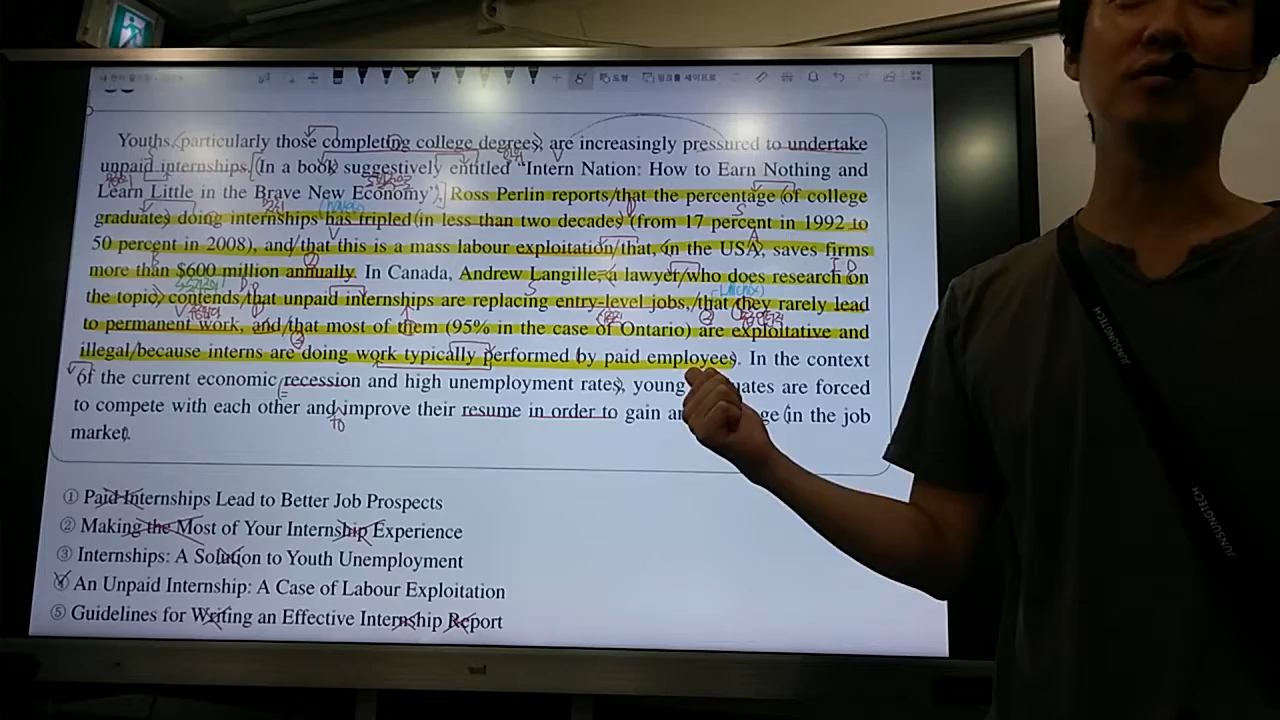 Youths, particularly those completing college degrees, are increasingly pressured to undertake
unpaid internships. In a book suggestively entitled “Intern Nation: How to Earn Nothing and
Learn Little in the Brave New Economy”, Ross Perlin reports that the percentage of college
graduates doing internships has tripled in less than two decades (from 17 percent in 1992 to
50 percent in 2008), and that this is a mass labour exploitation that, in the USA, saves firms
more than $600 million annually. In Canada, Andrew Langille, a lawyer who does research on
the topic, contends that unpaid internships are replacing entry-level jobs, that they rarely lead
to permanent work, and that most of them (95% in the case of Ontario) are exploitative and
illegal because interns are doing work typically performed by paid employees. In the context
of the current economic recession and high unemployment rates, young are forced
to compete with each other and improve their resume in order to gain in the job
market.
① Paid Internships Lead to Better Job Prospects
② Making the Most of Your Internship Experience
③ Internships: A Solution to Youth Unemployment
④ An Unpaid Internship: A Case of Labour Exploitation
⑤ Guidelines for Writing an Effective Internship Report
JUNSUNGTECH
JUNSUNGTECH